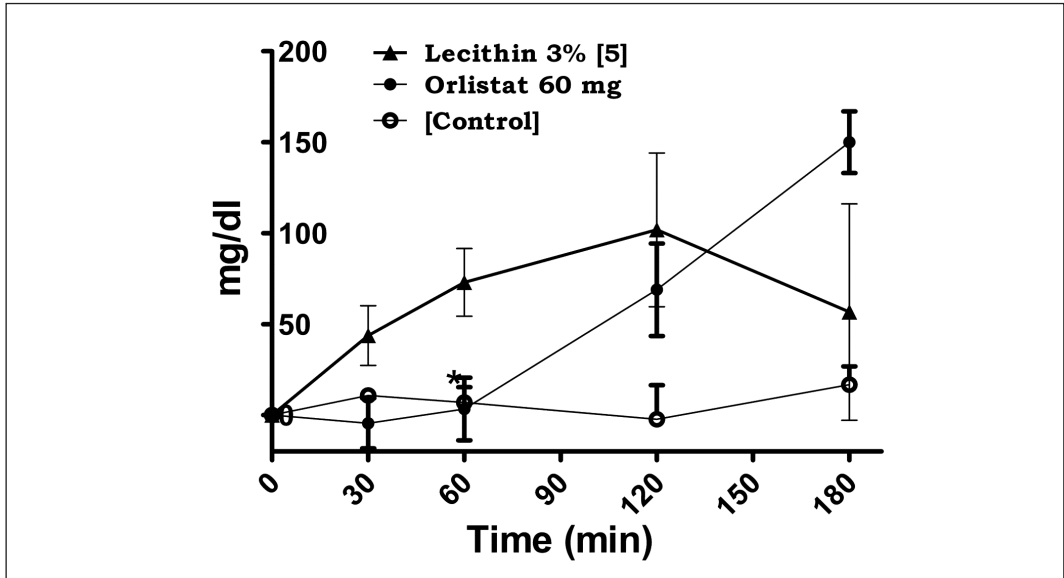 200
Lecithin 3% [5]
Orlistat 60 mg
[Control]
150
100
mg/dl
50
*
0
0 30 60 90 120 150 180
Time (min)